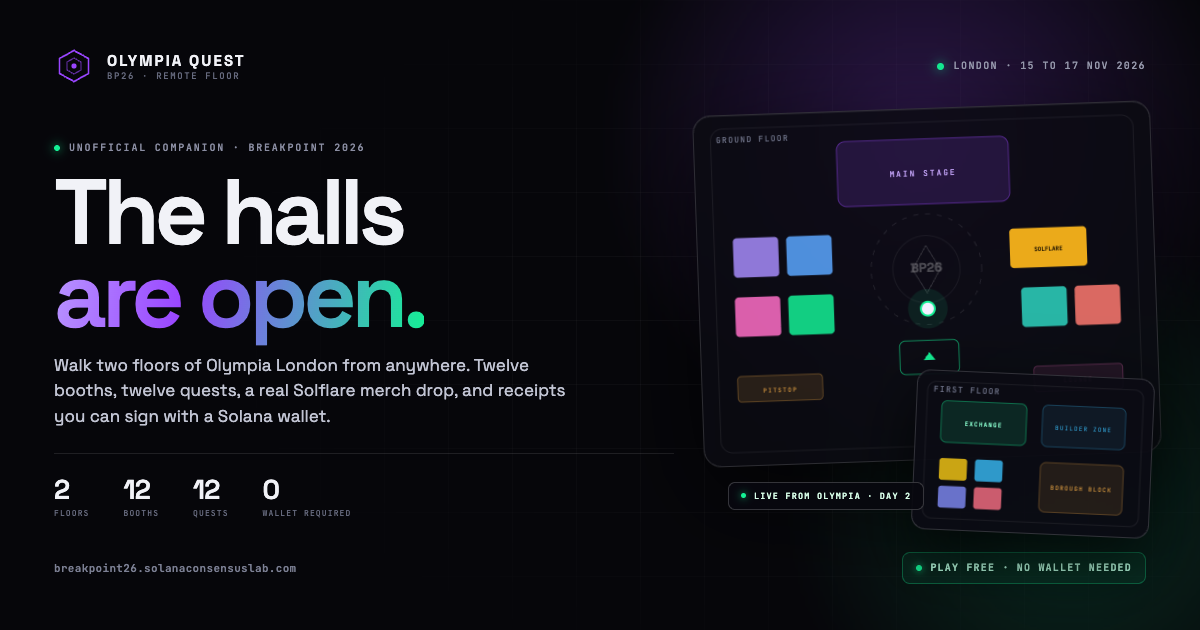 OLYMPIA QUEST
BP26 · REMOTE FLOOR
LONDON · 15 TO 17 NOV 2026
UNOFFICIAL COMPANION · BREAKPOINT 2026
The halls
are open.
Walk two floors of Olympia London from anywhere. Twelve
booths, twelve quests, a real Solflare merch drop, and receipts
you can sign with a Solana wallet.
2
FLOORS
12
BOOTHS
12
QUESTS
0
WALLET REQUIRED
breakpoint26.solanaconsensuslab.com
GROUND FLOOR
MAIN STAGE
SOLFLARE
BP26
PITSTOP
FIRST FLOOR
EXCHANGE
BUILDER ZONE
BOROUGH BLOCK
LIVE FROM OLYMPIA · DAY 2
PLAY FREE · NO WALLET NEEDED